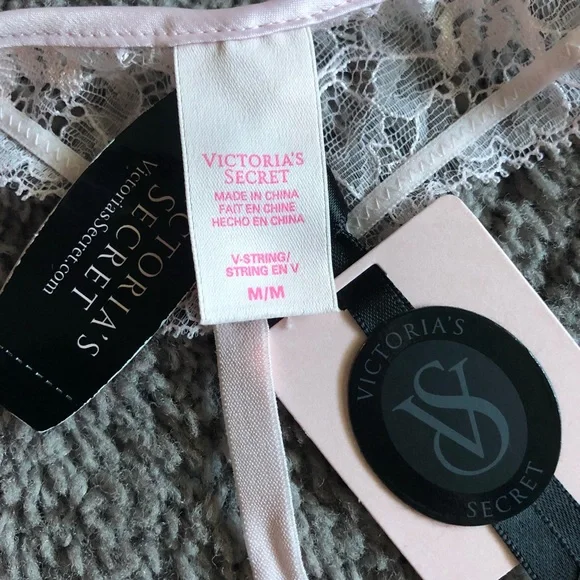 VICTORIA'S
SECRET
MADE IN CHINA
FAIT EN CHINE
HECHO EN CHINA
V-STRING/
STRING EN V
M/M
VICTORIA'S
SECRET
VictoriasSecret.com
VICTORIA'S
VS
SECRET